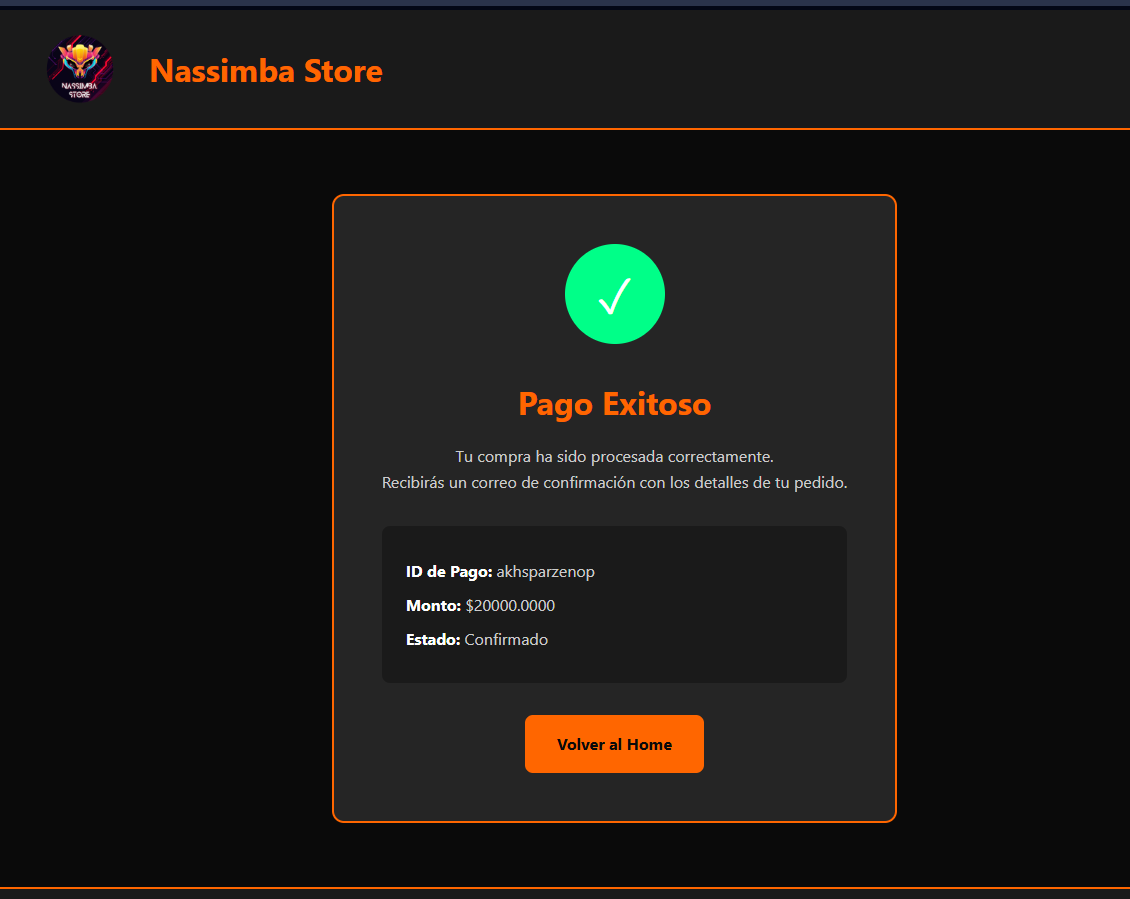 NASSIMBA
STORE
Nassimba Store
Pago Exitoso
Tu compra ha sido procesada correctamente.
Recibirás un correo de confirmación con los detalles de tu pedido.
ID de Pago: akhsparzenop
Monto: $20000.0000
Estado: Confirmado
Volver al Home